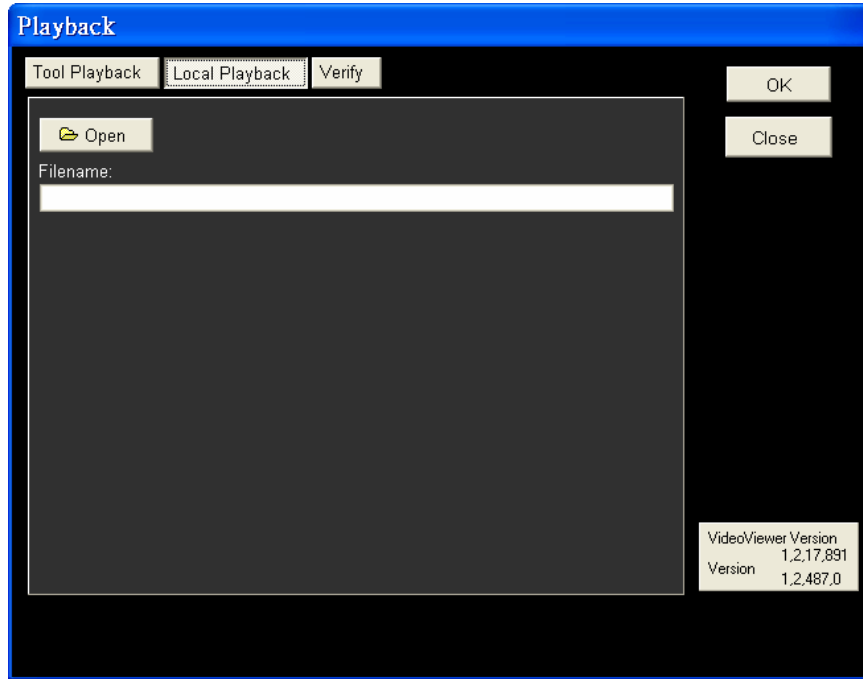 Playback
Tool Playback
Local Playback
Verify
OK
Open
Close
Filename:
VideoViewer Version
1,2,17,891
Version
1,2,487,0